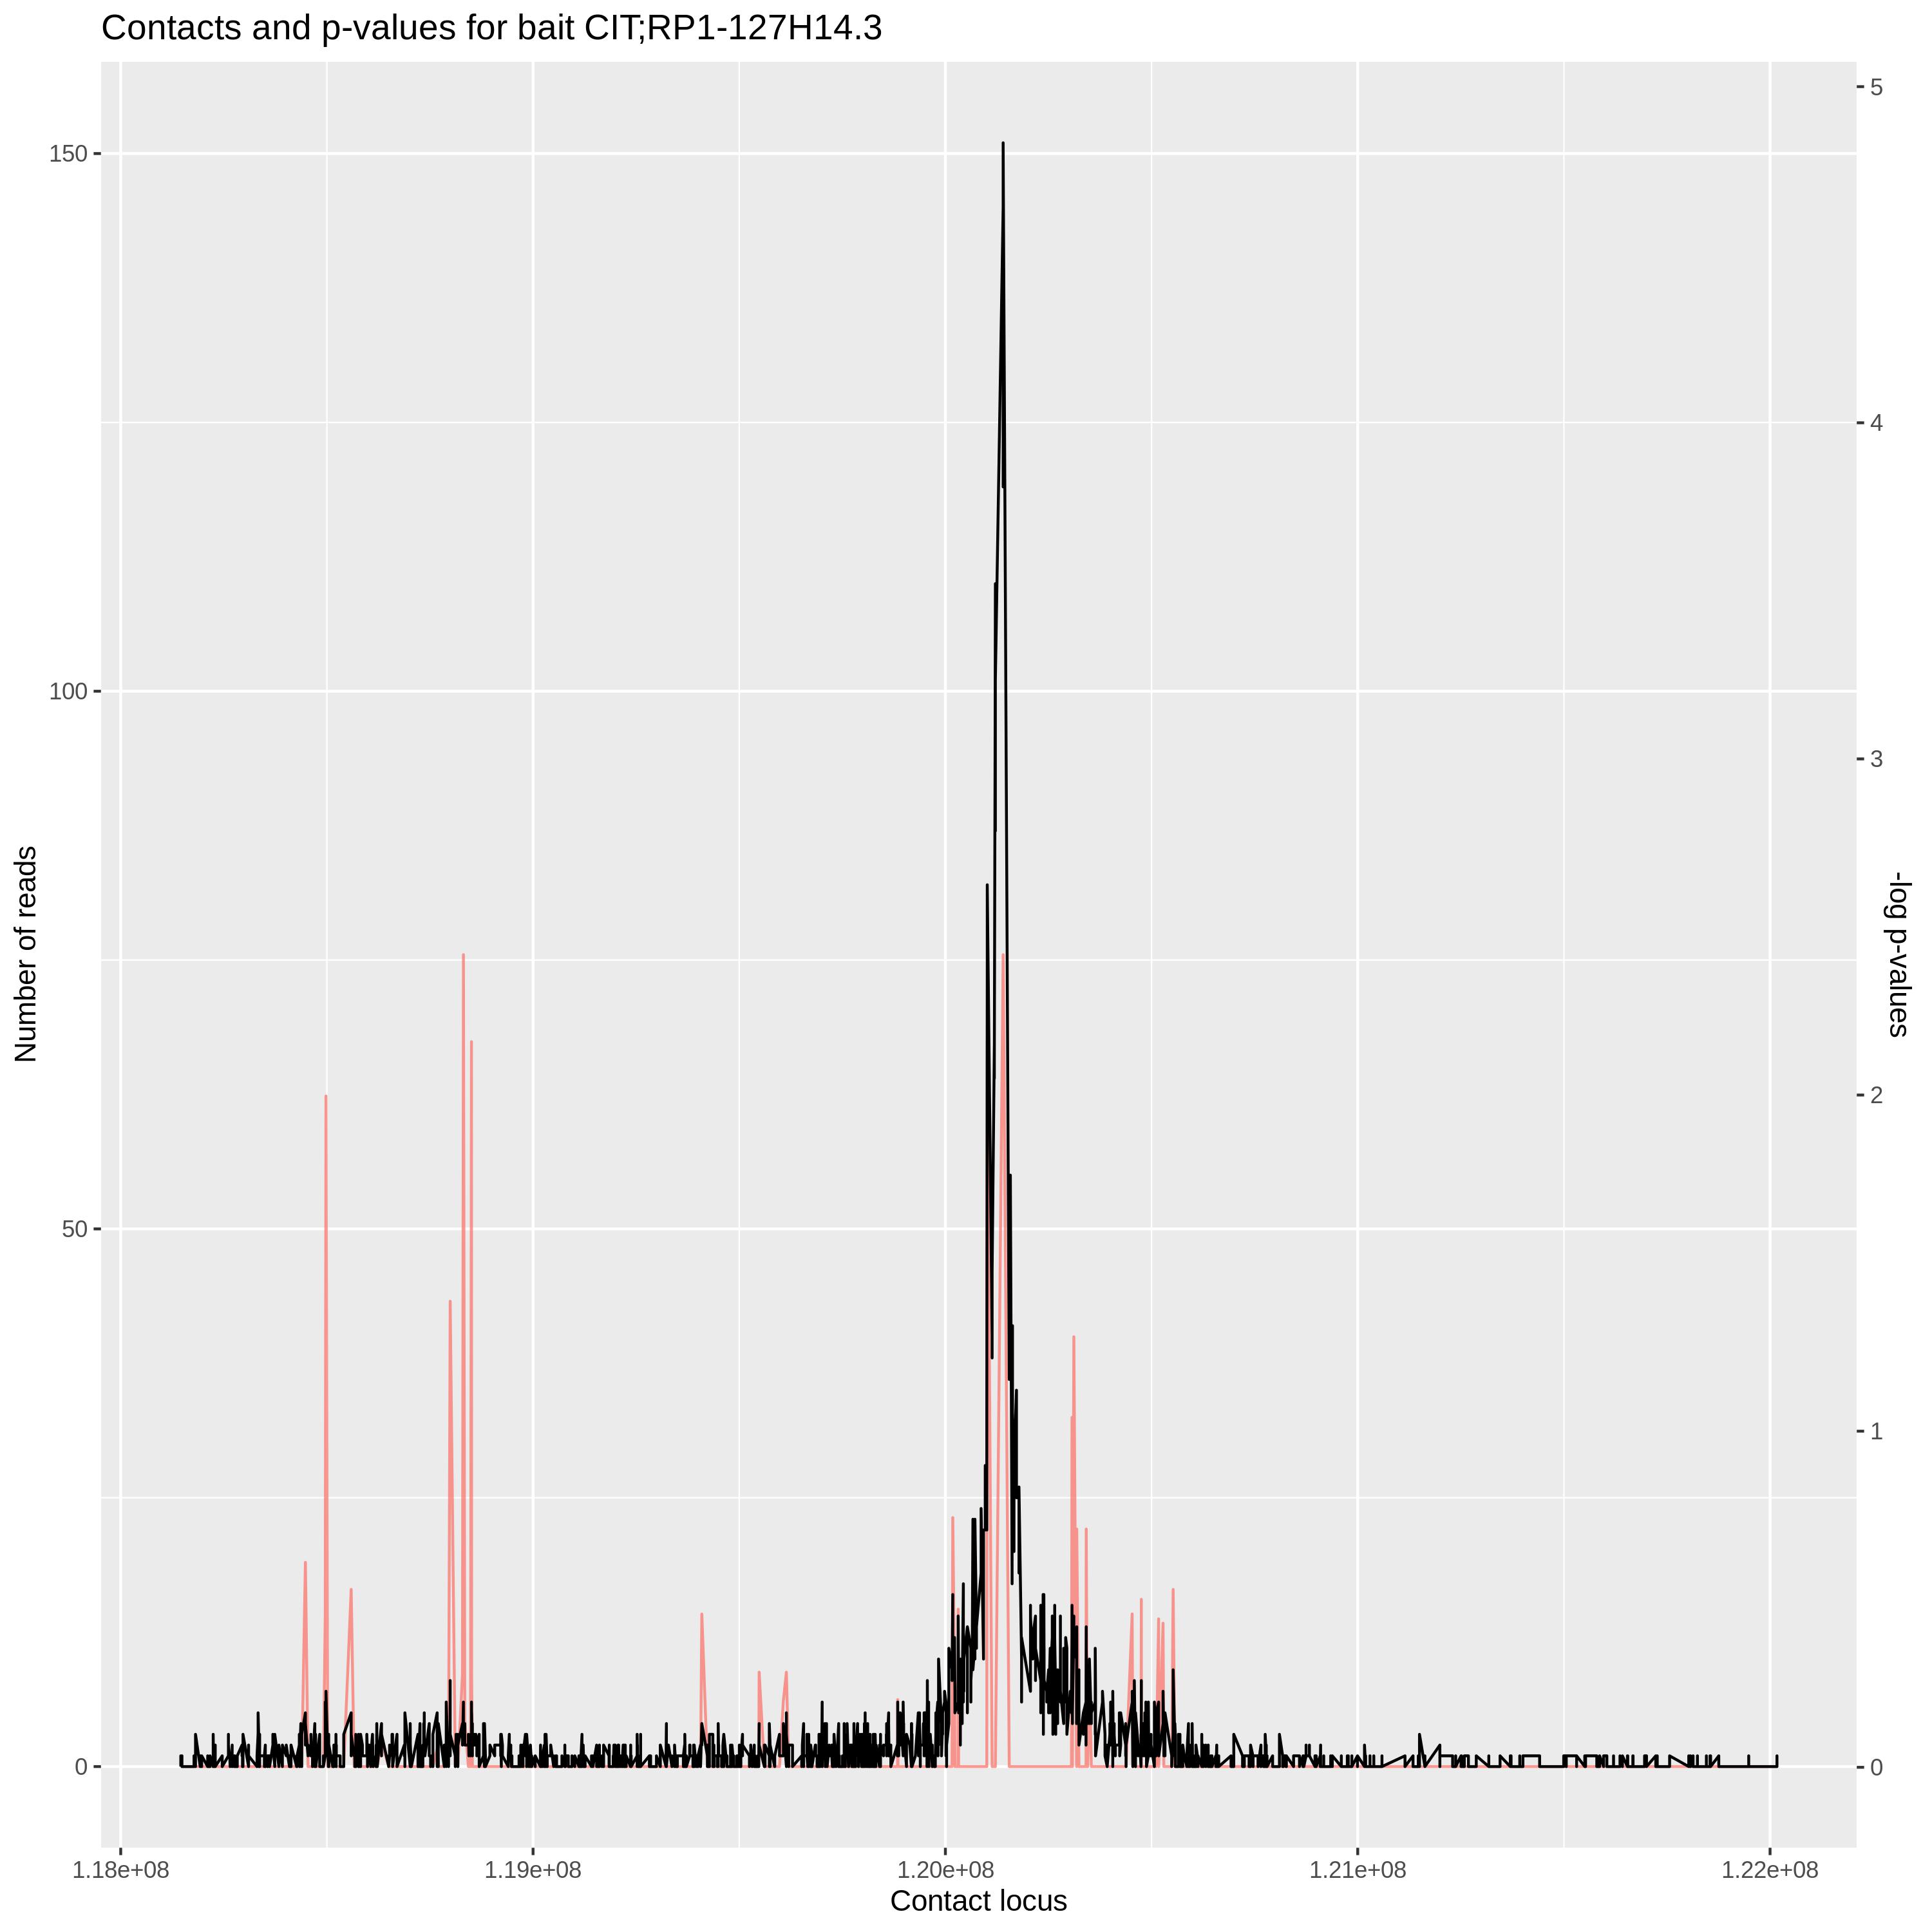 Contacts and p-values for bait CIT;RP1-127H14.3
150
100
50
0
Number of reads
5
4
3
2
1
0
-log p-values
1.18e+08
1.19e+08
1.20e+08
1.21e+08
1.22e+08
Contact locus